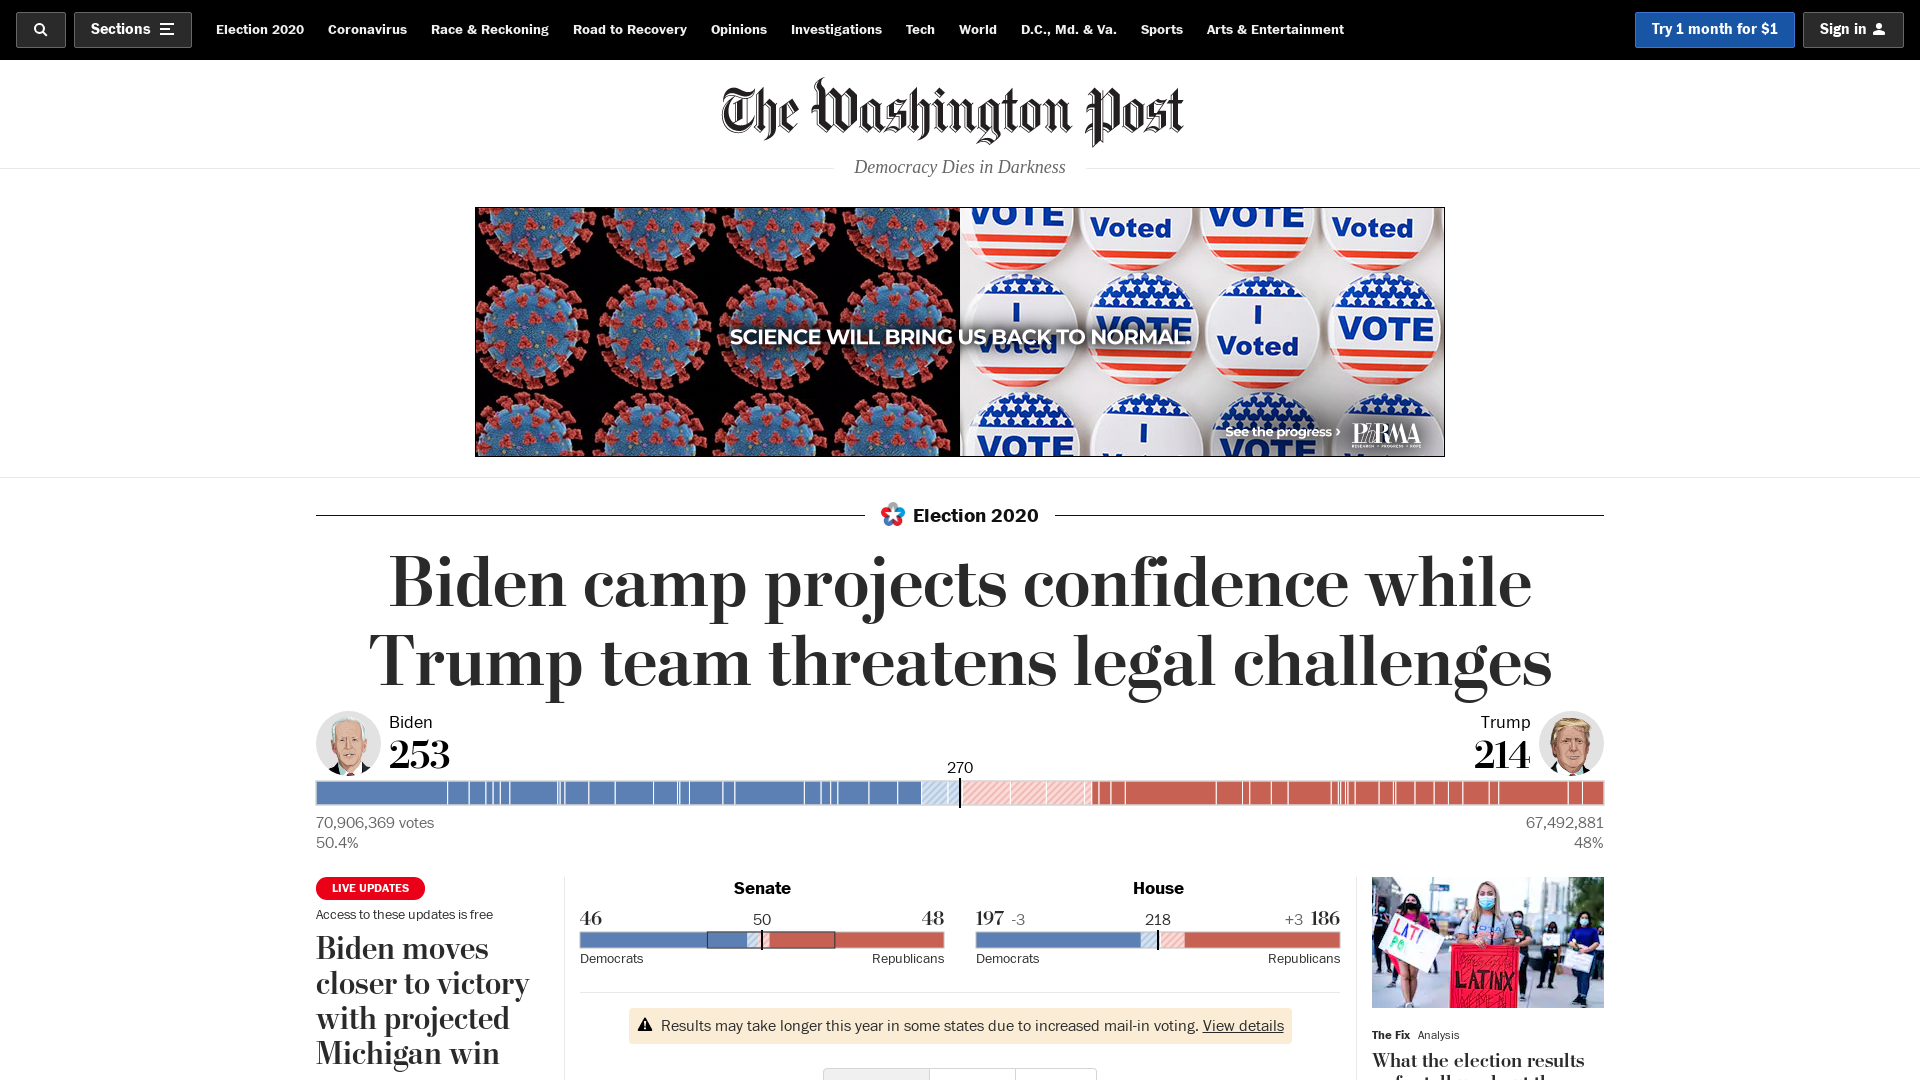 Sections
Election 2020
Coronavirus
Race & Reckoning
Road to Recovery
Opinions
Investigations
Tech
World
D.C., Md. & Va.
Sports
Arts & Entertainment
Try 1 month for $1
Sign in
The Washington Post
Democracy Dies in Darkness
VOTE Voted VOTE Voted
I Voted VOTE I Voted VOTE
SCIENCE WILL BRING US BACK TO NORMAL.
VOTE I VOTE
See the progress ›
PhRMA
RESEARCH • PROGRESS • HOPE
Election 2020
Biden camp projects confidence while
Trump team threatens legal challenges
Biden
253
Trump
214
270
70,906,369 votes
50.4%
67,492,881
48%
LIVE UPDATES
Access to these updates is free
Biden moves
closer to victory
with projected
Michigan win
Senate
46
50
48
Democrats
Republicans
House
197 -3
218
+3 186
Democrats
Republicans
Results may take longer this year in some states due to increased mail-in voting. View details
LATI
PO
LATINX
The Fix Analysis
What the election results